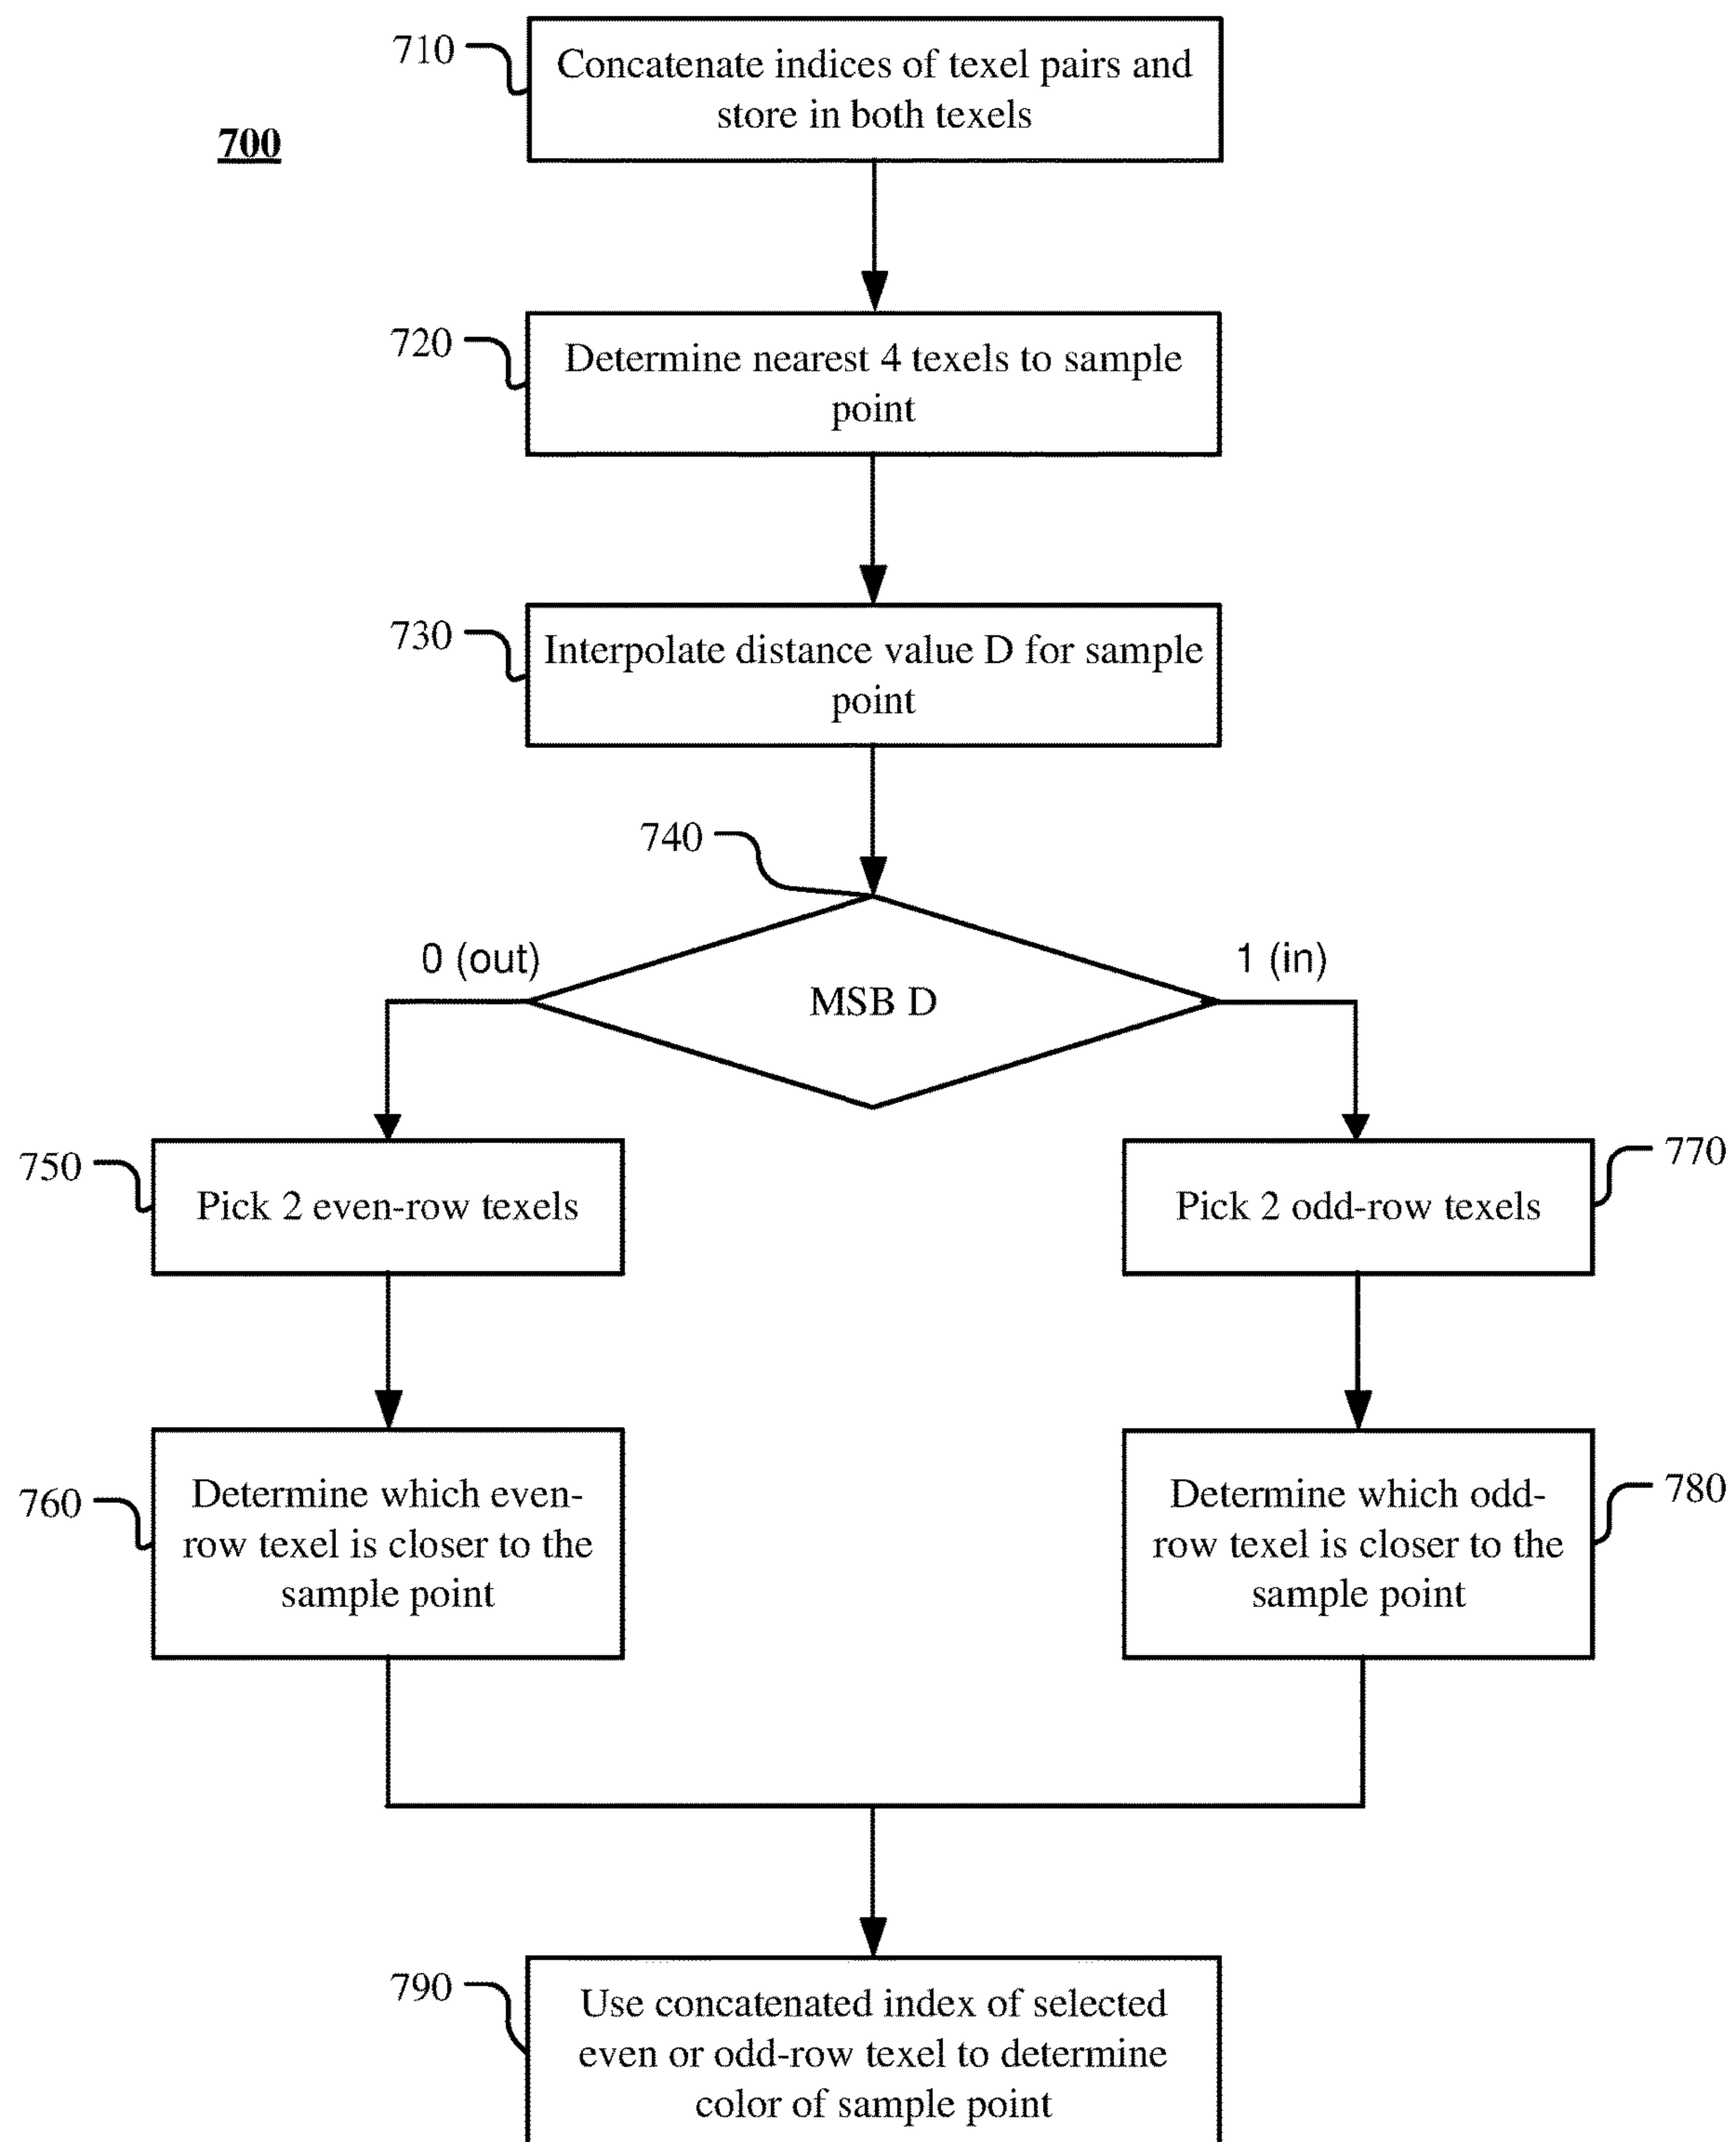 710
Concatenate indices of texel pairs and
store in both texels
700
720
Determine nearest 4 texels to sample
point
730
Interpolate distance value D for sample
point
740
0 (out)
1 (in)
MSB D
750
Pick 2 even-row texels
Pick 2 odd-row texels
770
760
Determine which even-
row texel is closer to the
sample point
Determine which odd-
row texel is closer to the
sample point
780
790
Use concatenated index of selected
even or odd-row texel to determine
color of sample point